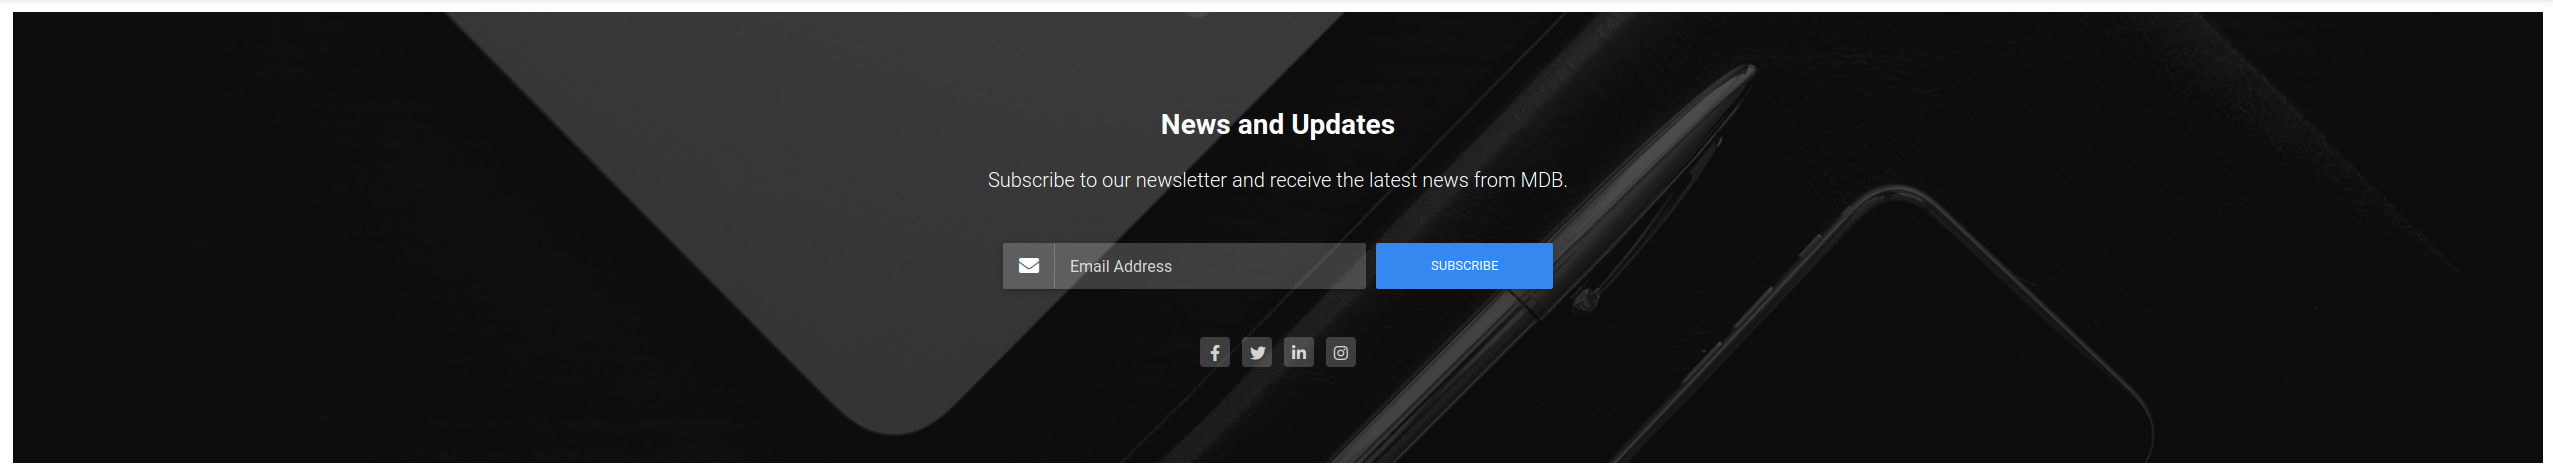 News and Updates
Subscribe to our newsletter and receive the latest news from MDB.
Email Address
SUBSCRIBE